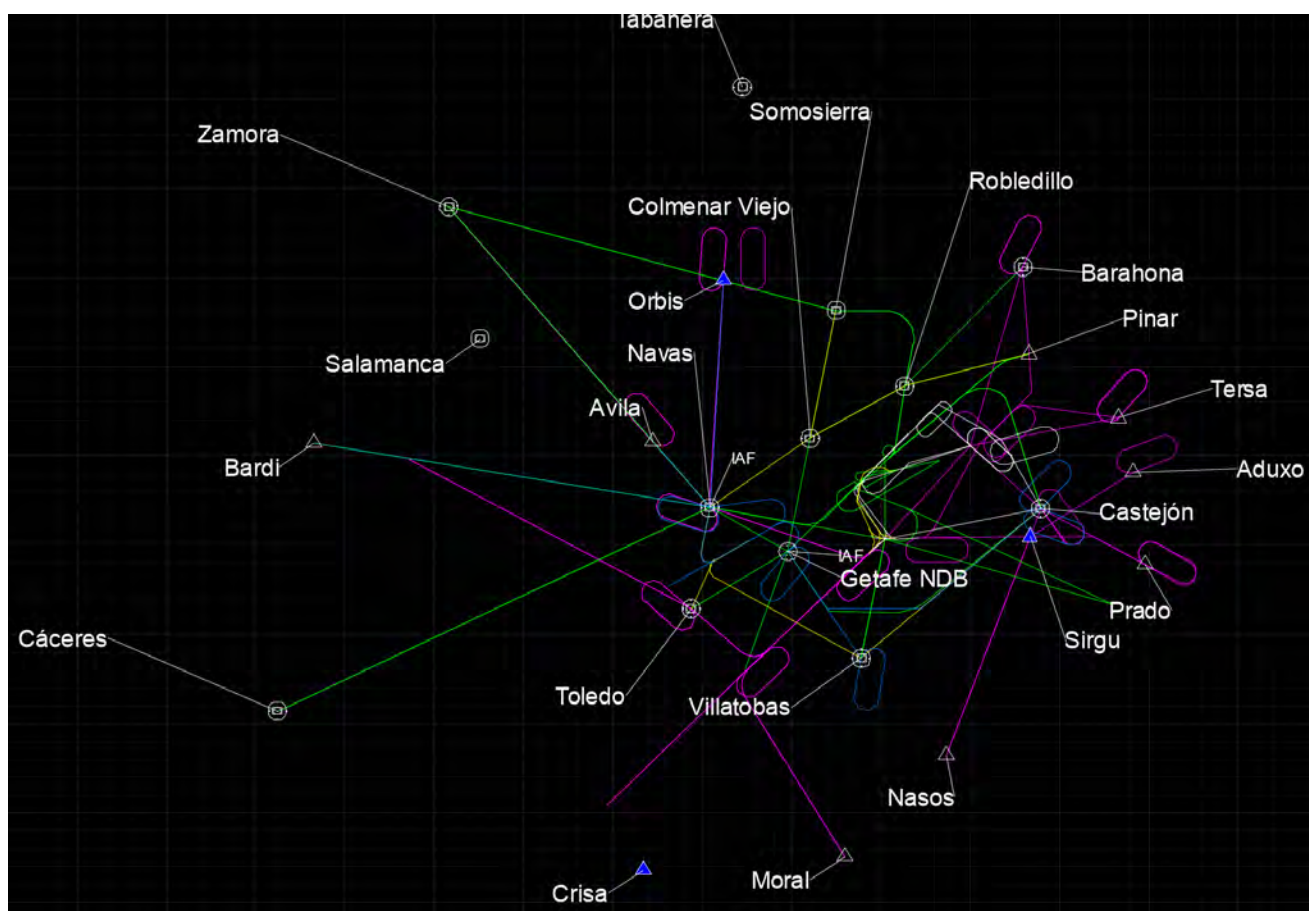 Tabanera
Somosierra
Zamora
Robledillo
Colmenar Viejo
Barahona
Orbis
Pinar
Navas
Salamanca
Tersa
Avila
IAF
Bardi
Aduxo
Castejón
IAF
Getafe NDB
Prado
Cáceres
Sirgu
Toledo
Villatobas
Nasos
Moral
Crisa